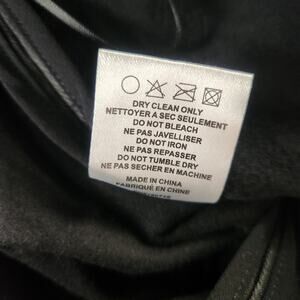 DRY CLEAN ONLY
NETTOYER A SEC SEULEMENT
DO NOT BLEACH
NE PAS JAVELLISER
DO NOT IRON
NE PAS REPASSER
DO NOT TUMBLE DRY
NE PAS SECHER EN MACHINE
MADE IN CHINA
FABRIQUÉ EN CHINE